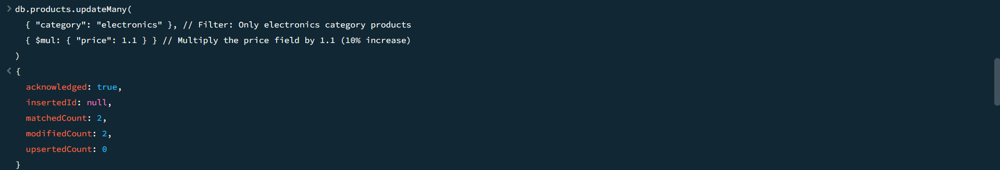 > db.products.updateMany(
{ "category": "electronics" }, // Filter: Only electronics category products
{ $mul: { "price": 1.1 } } // Multiply the price field by 1.1 (10% increase)
)
< {
acknowledged: true,
insertedId: null,
matchedCount: 2,
modifiedCount: 2,
upsertedCount: 0
}